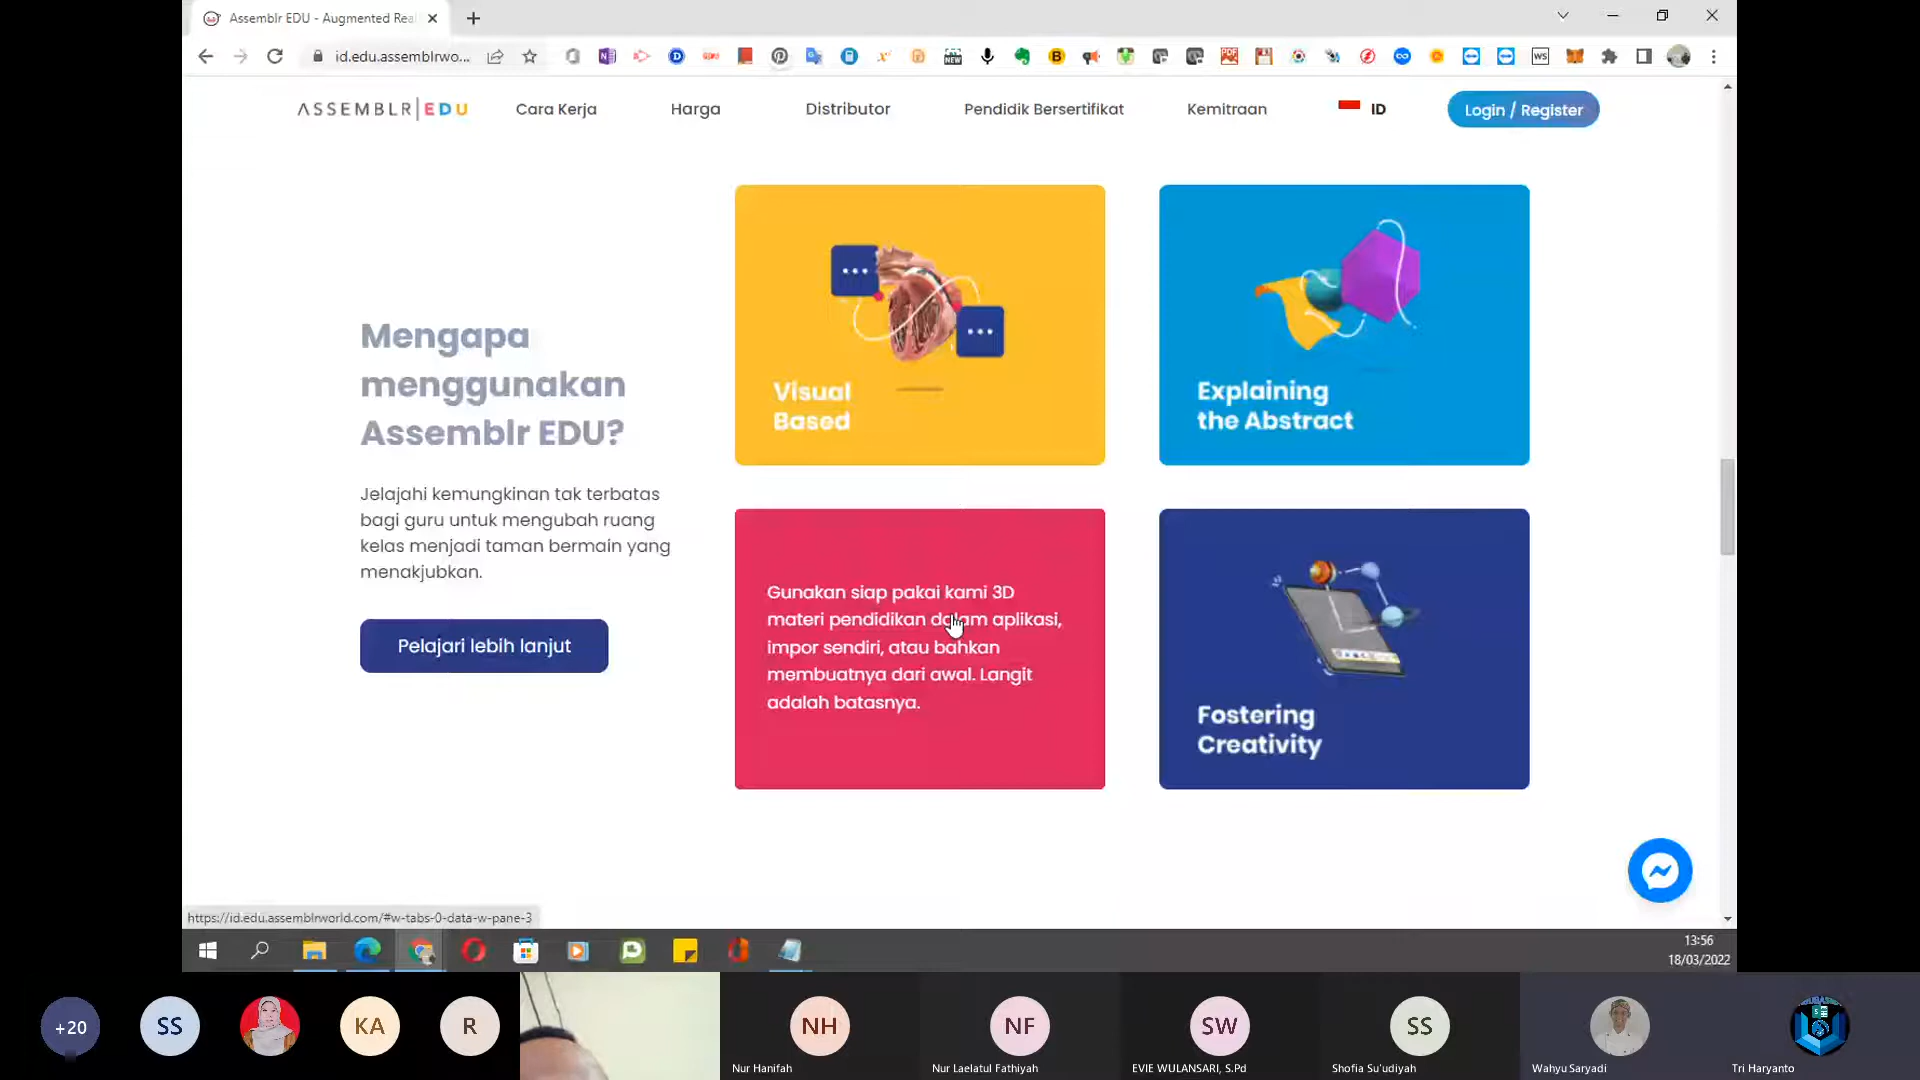 Assemblr EDU - Augmented Real
id.edu.assemblrwo...
ASSEMBLR|EDU
Cara Kerja
Harga
Distributor
Pendidik Bersertifikat
Kemitraan
ID
Login / Register
Mengapa
menggunakan
Assemblr EDU?
Jelajahi kemungkinan tak terbatas
bagi guru untuk mengubah ruang
kelas menjadi taman bermain yang
menakjubkan.
Pelajari lebih lanjut
Visual
Based
Explaining
the Abstract
Gunakan siap pakai kami 3D
materi pendidikan dalam aplikasi,
impor sendiri, atau bahkan
membuatnya dari awal. Langit
adalah batasnya.
Fostering
Creativity
https://id.edu.assemblrworld.com/#w-tabs-0-data-w-pane-3
13:56
18/03/2022
+20
SS
KA
R
NH
Nur Hanifah
NF
Nur Laelatul Fathiyah
SW
EVIE WULANSARI, S.Pd
SS
Shofia Su'udiyah
Wahyu Saryadi
Tri Haryanto